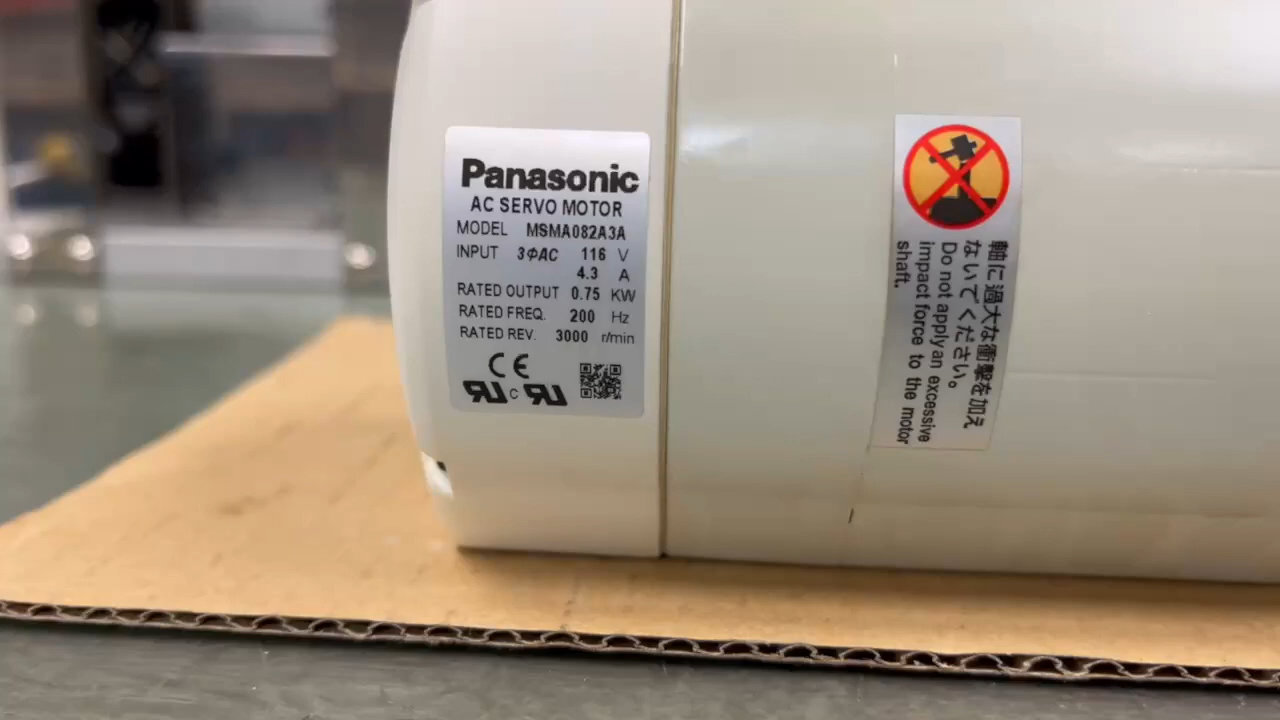 Panasonic
AC SERVO MOTOR
MODEL MSMA082A3A
INPUT 3ΦAC 116 V
4.3 A
RATED OUTPUT 0.75 KW
RATED FREQ. 200 Hz
RATED REV. 3000 r/min
CE
RU c RU
軸に過大な衝撃を加え
ないでください。
Do not apply an excessive
impact force to the motor
shaft.